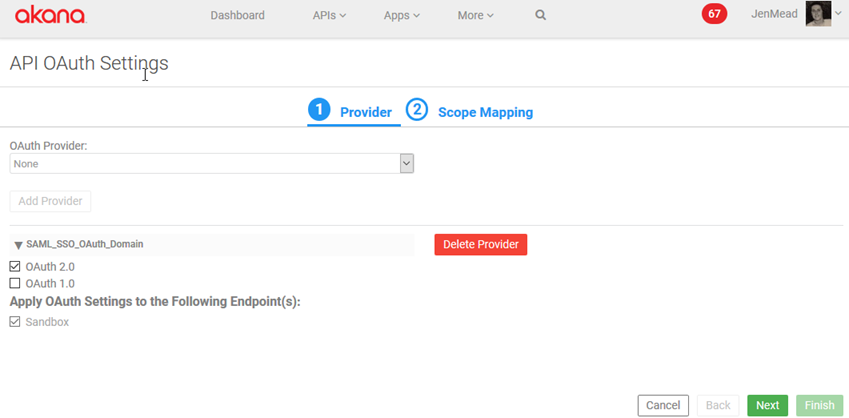 akana
Dashboard APIs Apps More 67 JenMead
API OAuth Settings
1 Provider 2 Scope Mapping
OAuth Provider:
None
Add Provider
SAML_SSO_OAuth_Domain Delete Provider
OAuth 2.0
OAuth 1.0
Apply OAuth Settings to the Following Endpoint(s):
Sandbox
Cancel Back Next Finish